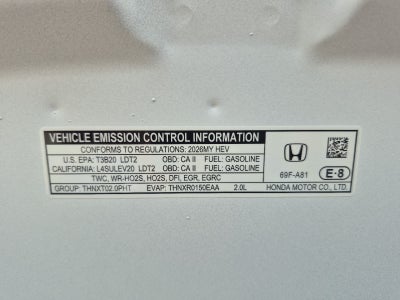 VEHICLE EMISSION CONTROL INFORMATION
CONFORMS TO REGULATIONS: 2026MY HEV
U.S. EPA: T3B20 LDT2 OBD: CA II FUEL: GASOLINE
CALIFORNIA: L4SULEV20 LDT2 OBD: CA II FUEL: GASOLINE
TWC, WR-HO2S, HO2S, DFI, EGR, EGRC
GROUP: THNXT02.0PHT EVAP: THNXR0150EAA 2.0L
69F-A81
E•8
HONDA MOTOR CO., LTD.